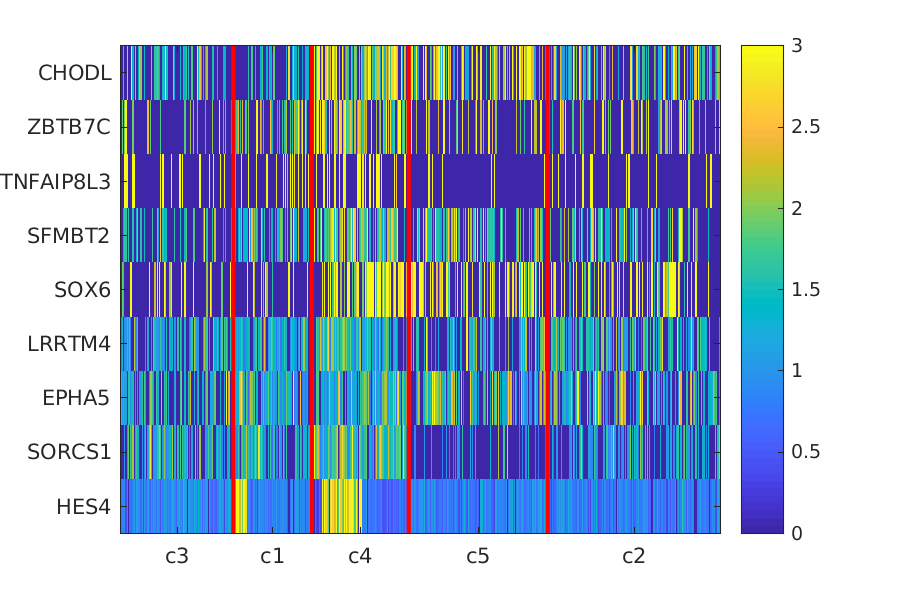 CHODL
ZBTB7C
TNFAIP8L3
SFMBT2
SOX6
LRRTM4
EPHA5
SORCS1
HES4
c3 c1 c4 c5 c2
3
2.5
2
1.5
1
0.5
0